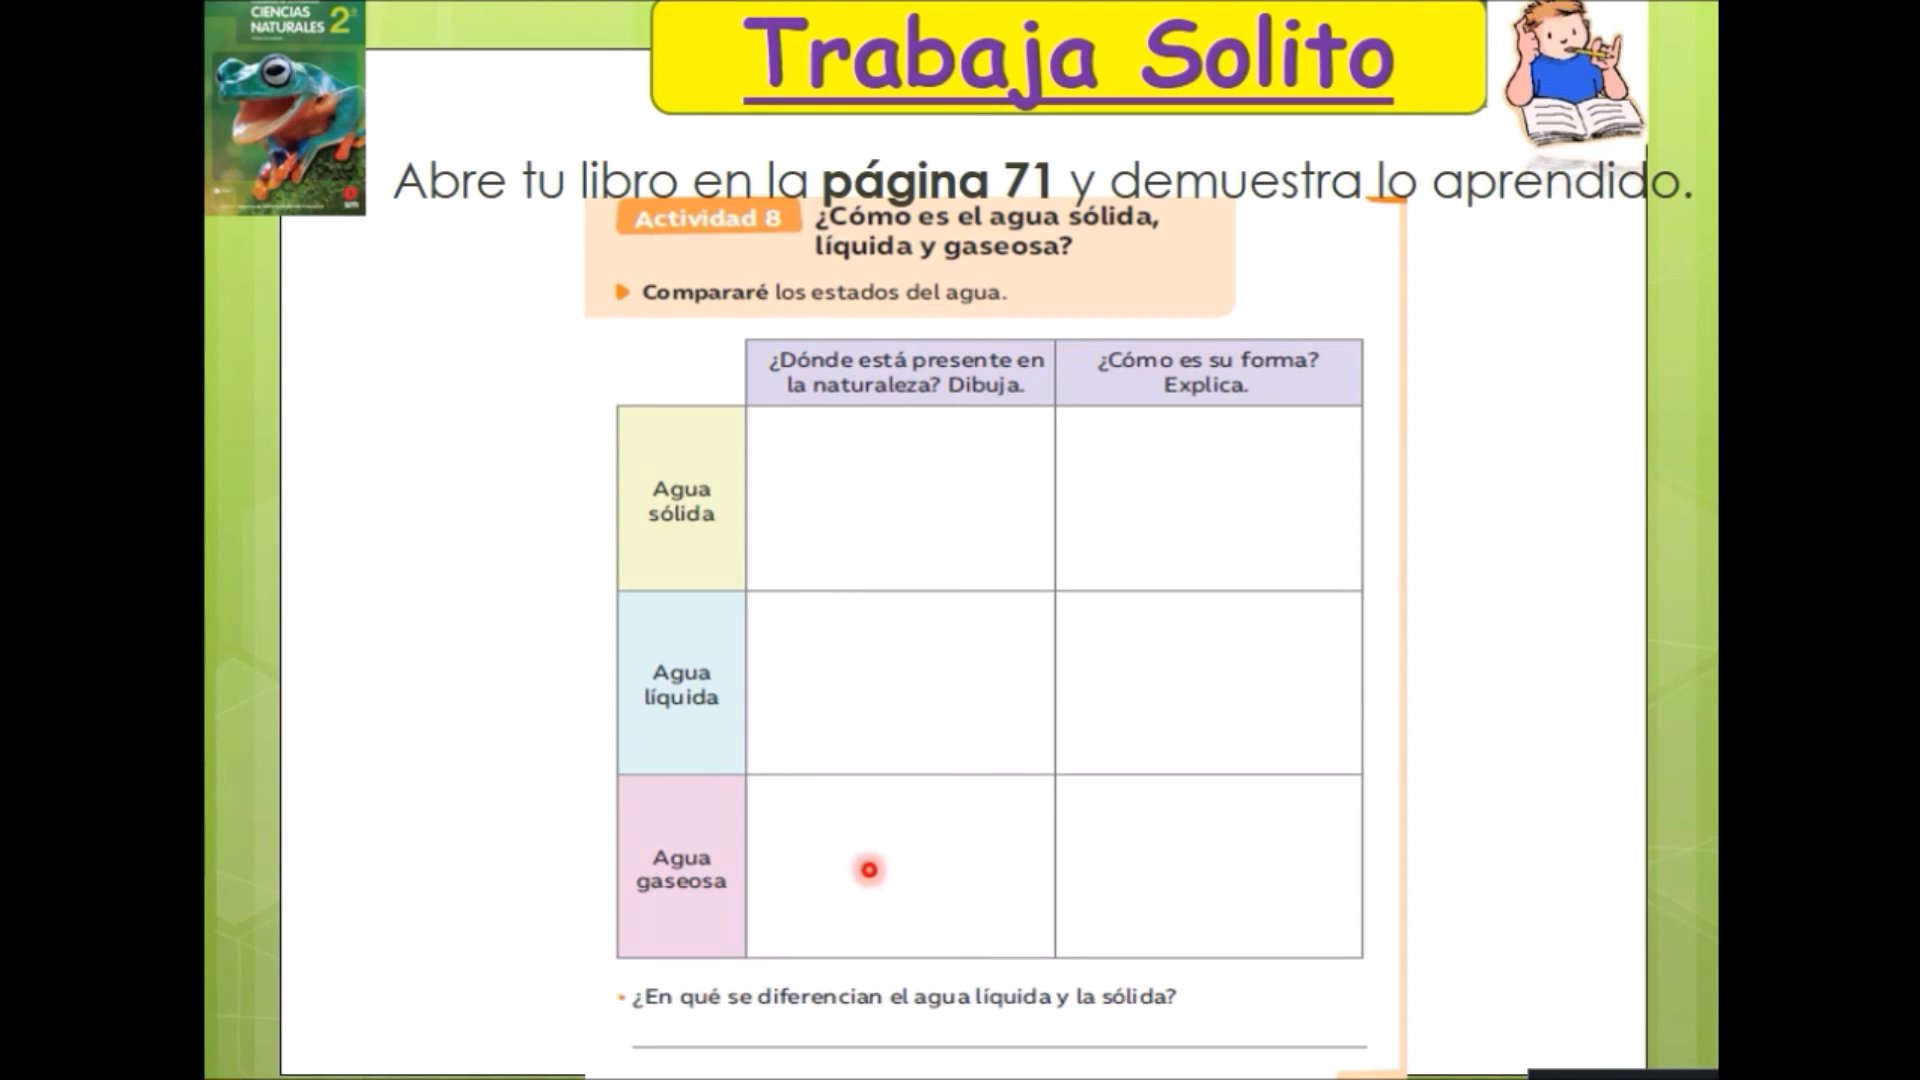 CIENCIAS
NATURALES 2°
Trabaja Solito
sm
Abre tu libro en la página 71 y demuestra lo aprendido.
Actividad 8 ¿Cómo es el agua sólida,
líquida y gaseosa?
Compararé los estados del agua.
¿Dónde está presente en
la naturaleza? Dibuja.
¿Cómo es su forma?
Explica.
Agua
sólida
Agua
líquida
Agua
gaseosa
• ¿En qué se diferencian el agua líquida y la sólida?